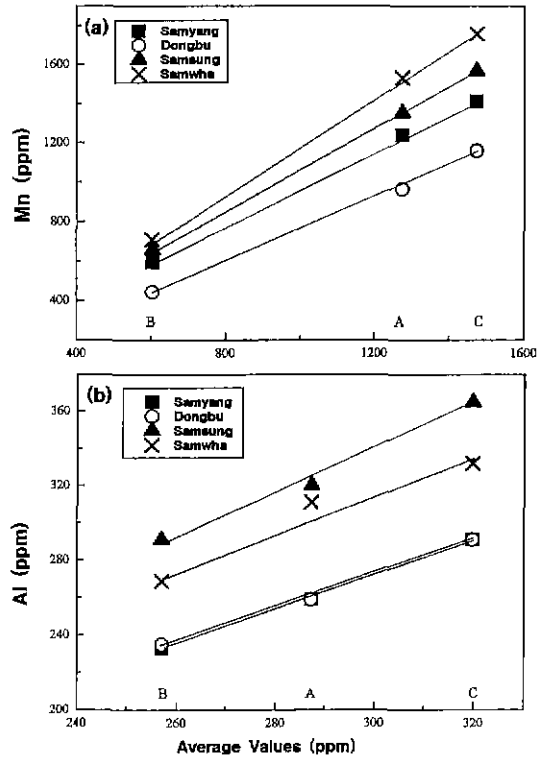 (a)
Samyang
Dongbu
Samsung
Samwha
Mn (ppm)
1600
1200
800
400
B
A
C
400
800
1200
1600
(b)
Samyang
Dongbu
Samsung
Samwha
Al (ppm)
360
320
280
240
200
B
A
C
240
260
280
300
320
Average Values (ppm)